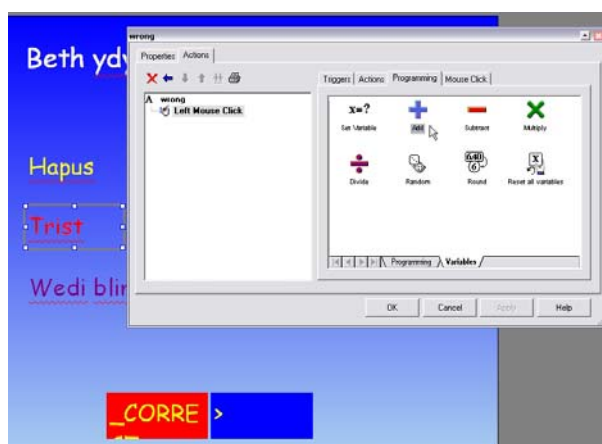 wrong
Beth yd
Properties Actions
Triggers Actions Programming Mouse Click
wrong
Left Mouse Click
x=?
Set Variable Add Subtract Multiply
Hapus
Divide Random Round Reset all variables
Trist
Programming Variables
Wedi blin
OK Cancel Apply Help
_CORRE >